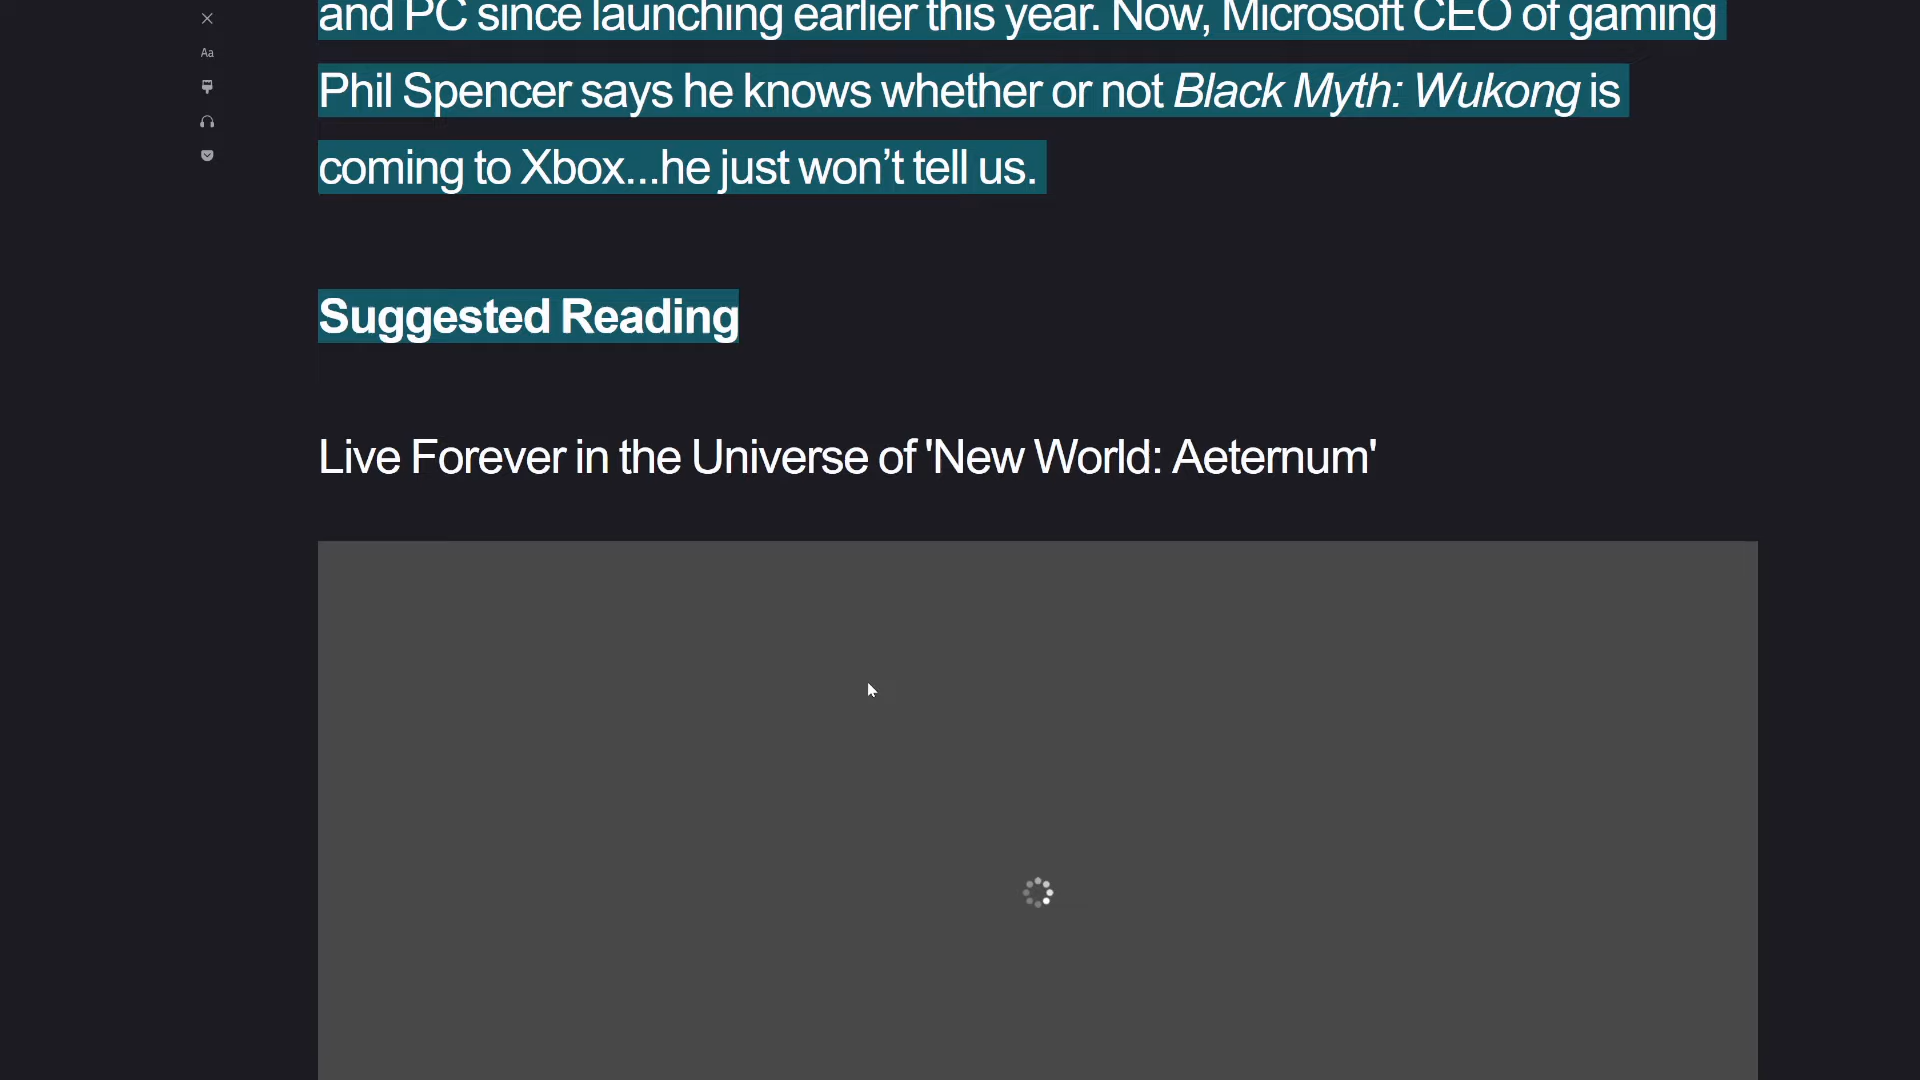 and PC since launching earlier this year. Now, Microsoft CEO of gaming
Aa
Phil Spencer says he knows whether or not Black Myth: Wukong is
coming to Xbox...he just won’t tell us.
Suggested Reading
Live Forever in the Universe of 'New World: Aeternum'